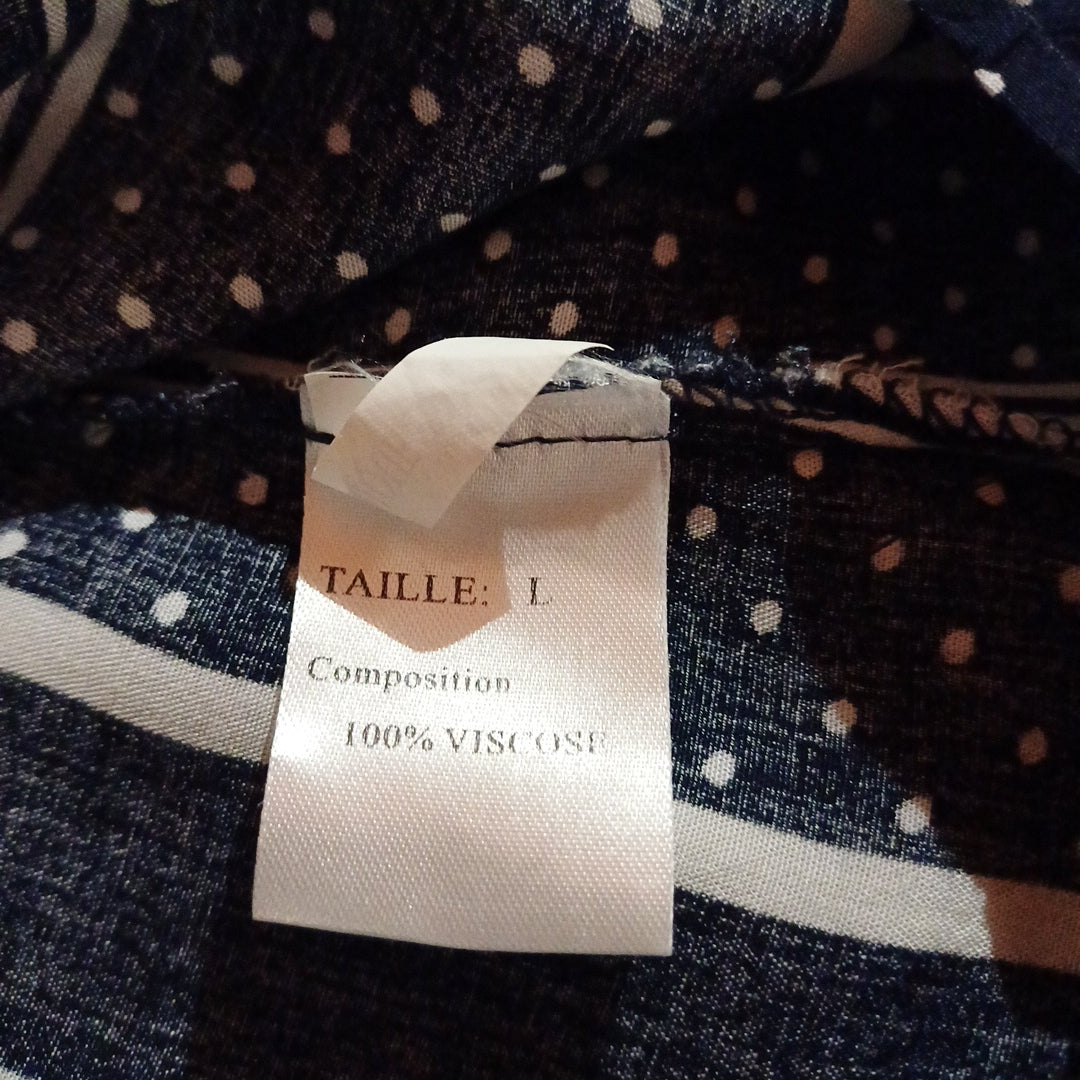 TAILLE: L
Composition
100% VISCOSE